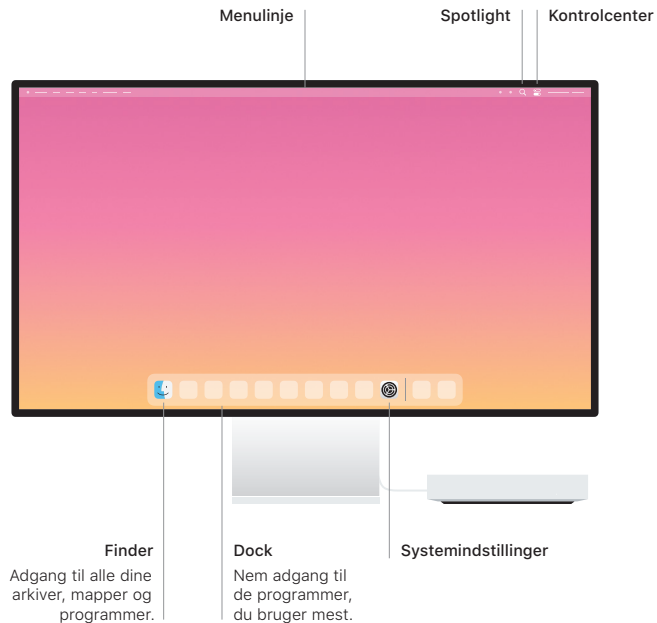 Menulinje
Spotlight
Kontrolcenter
Finder
Adgang til alle dine
arkiver, mapper og
programmer.
Dock
Nem adgang til
de programmer,
du bruger mest.
Systemindstillinger